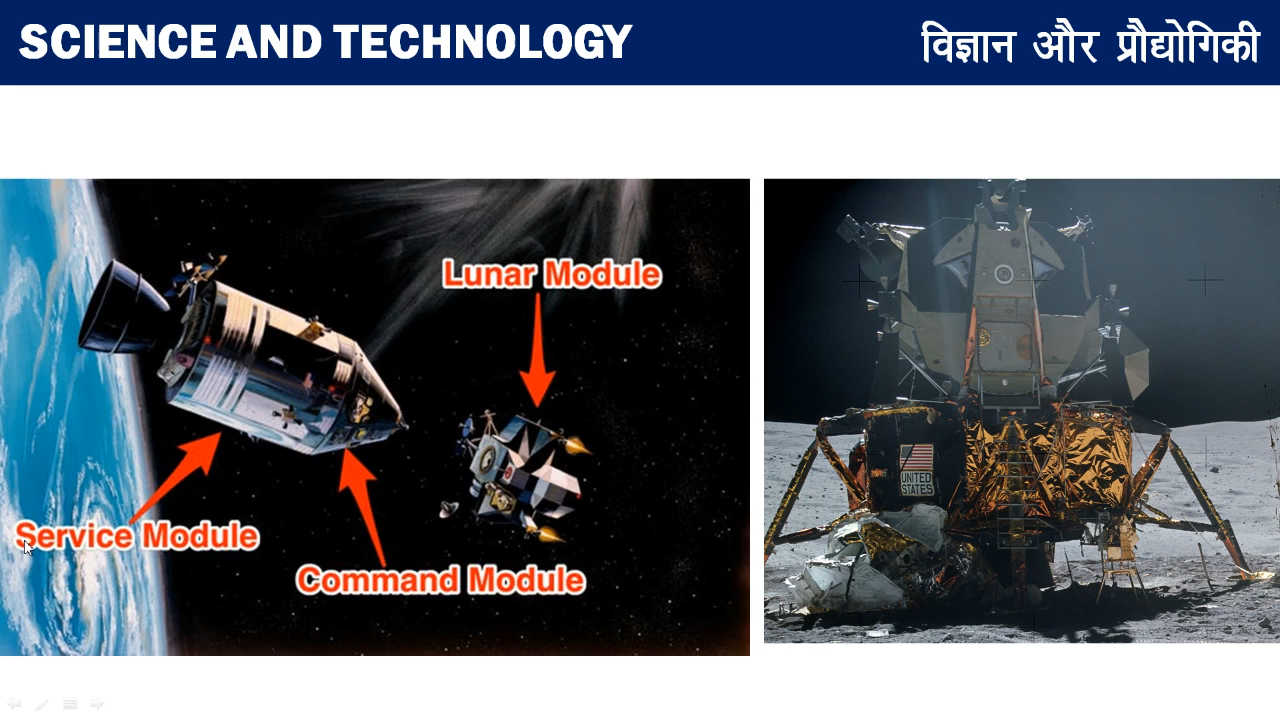 SCIENCE AND TECHNOLOGY
विज्ञान और प्रौद्योगिकी
Lunar Module
Service Module
Command Module
UNITED
STATES